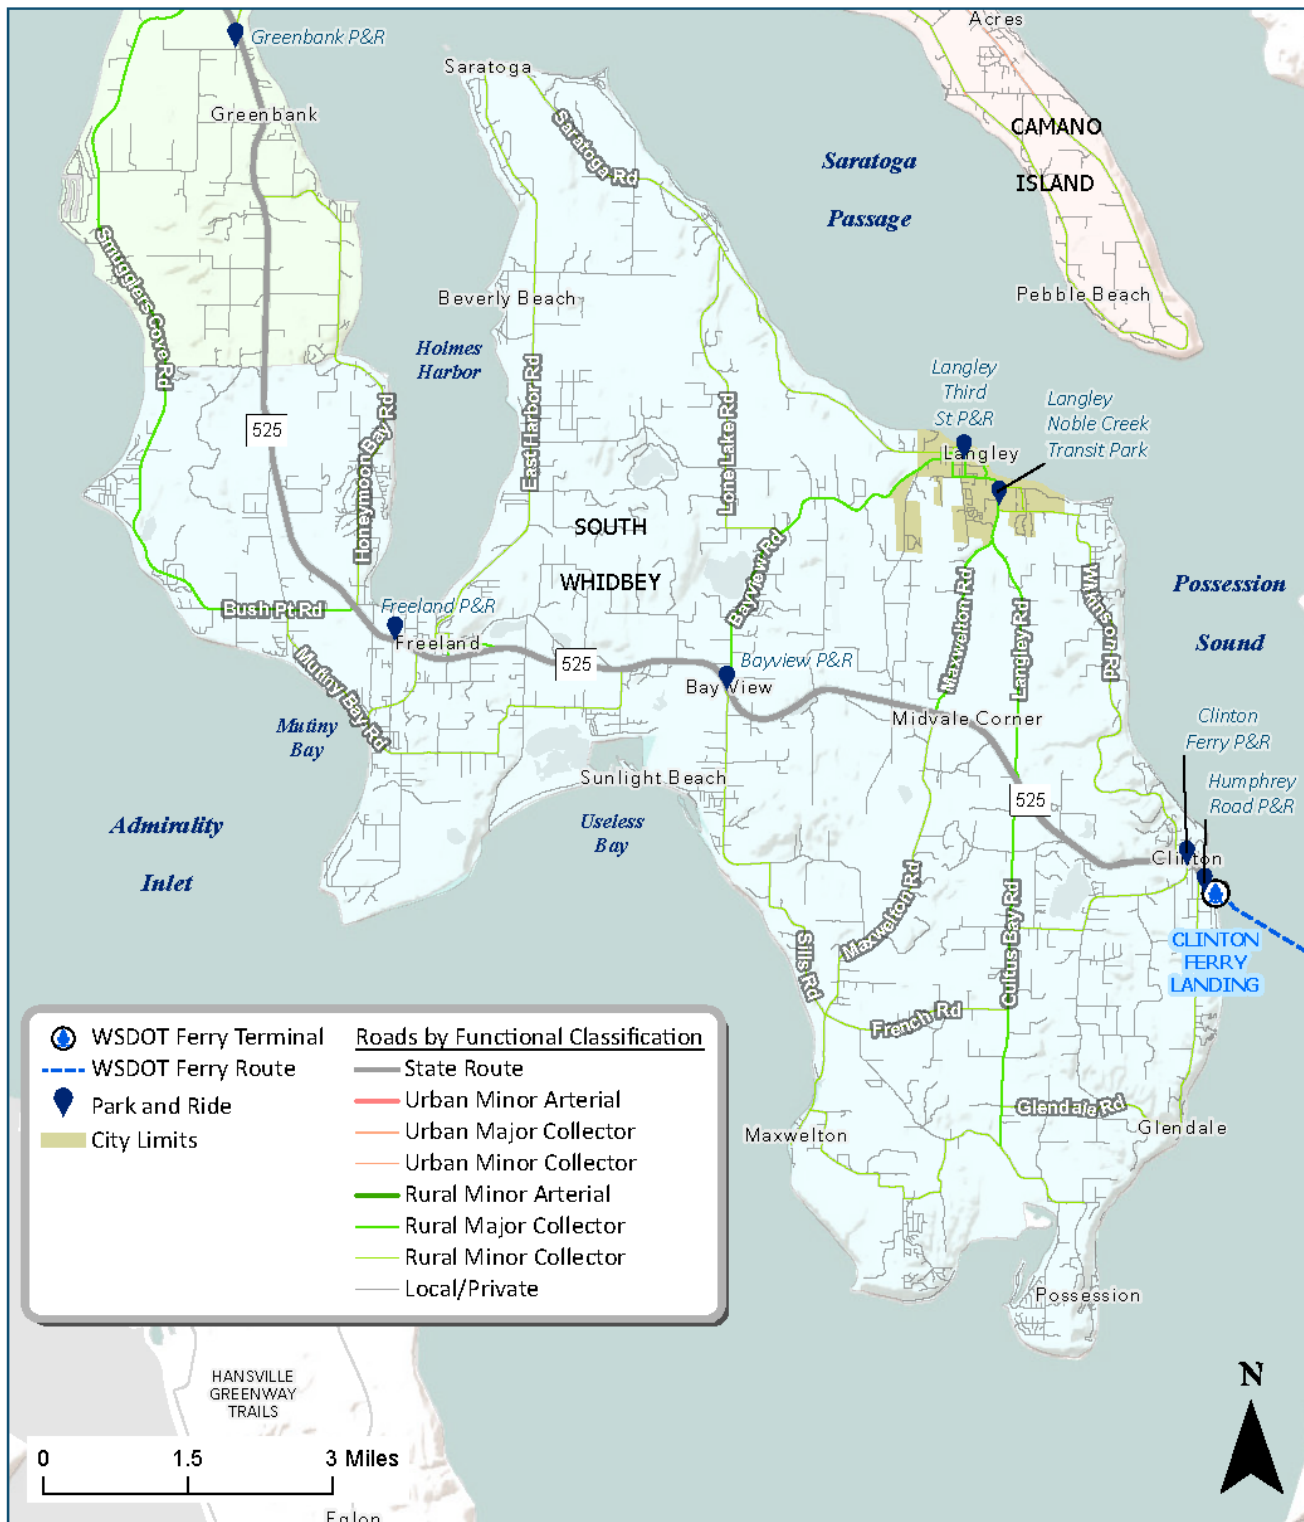 Acres
Greenbank P&R
Saratoga
Greenbank
Saratoga Rd
CAMANO
ISLAND
Saratoga
Passage
Smugglers Cove Rd
Beverly Beach
Pebble Beach
Holmes
Harbor
525
Honeymoon Bay Rd
East Harbor Rd
Lone Lake Rd
Langley
Third
St P&R
Langley
Langley
Noble Creek
Transit Park
SOUTH
WHIDBEY
Bayview Rd
Maxwelton Rd
Langley Rd
Wilkinson Rd
Possession
Sound
Bush Pt Rd
Freeland P&R
Freeland
Mutiny Bay Rd
525
Bayview P&R
Bay View
Midvale Corner
Mutiny
Bay
Sunlight Beach
Useless
Bay
525
Clinton
Ferry P&R
Humphrey
Road P&R
Admirality
Inlet
Clinton
CLINTON
FERRY
LANDING
Maxwelton Rd
Sills Rd
Cultus Bay Rd
French Rd
Glendale Rd
Glendale
Maxwelton
Possession
WSDOT Ferry Terminal
WSDOT Ferry Route
Park and Ride
City Limits
Roads by Functional Classification
State Route
Urban Minor Arterial
Urban Major Collector
Urban Minor Collector
Rural Minor Arterial
Rural Major Collector
Rural Minor Collector
Local/Private
HANSVILLE
GREENWAY
TRAILS
N
0 1.5 3 Miles
Eglon